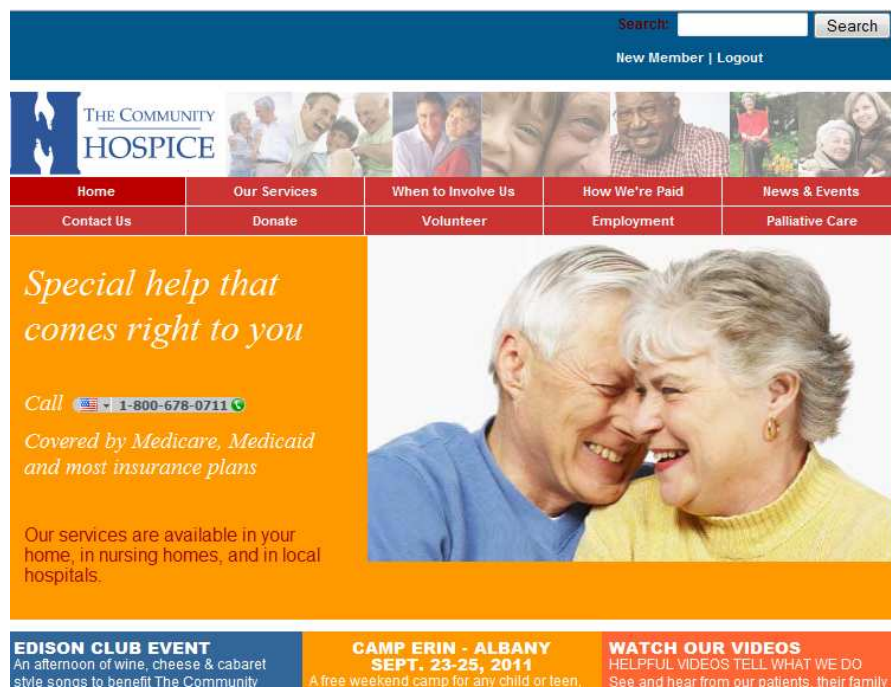 Search: Search
New Member | Logout
THE COMMUNITY
HOSPICE
Home Our Services When to Involve Us How We're Paid News & Events
Contact Us Donate Volunteer Employment Palliative Care
Special help that
comes right to you
Call 1-800-678-0711
Covered by Medicare, Medicaid
and most insurance plans
Our services are available in your
home, in nursing homes, and in local
hospitals.
EDISON CLUB EVENT
An afternoon of wine, cheese & cabaret
style songs to benefit The Community
CAMP ERIN - ALBANY
SEPT. 23-25, 2011
A free weekend camp for any child or teen,
WATCH OUR VIDEOS
HELPFUL VIDEOS TELL WHAT WE DO
See and hear from our patients, their family